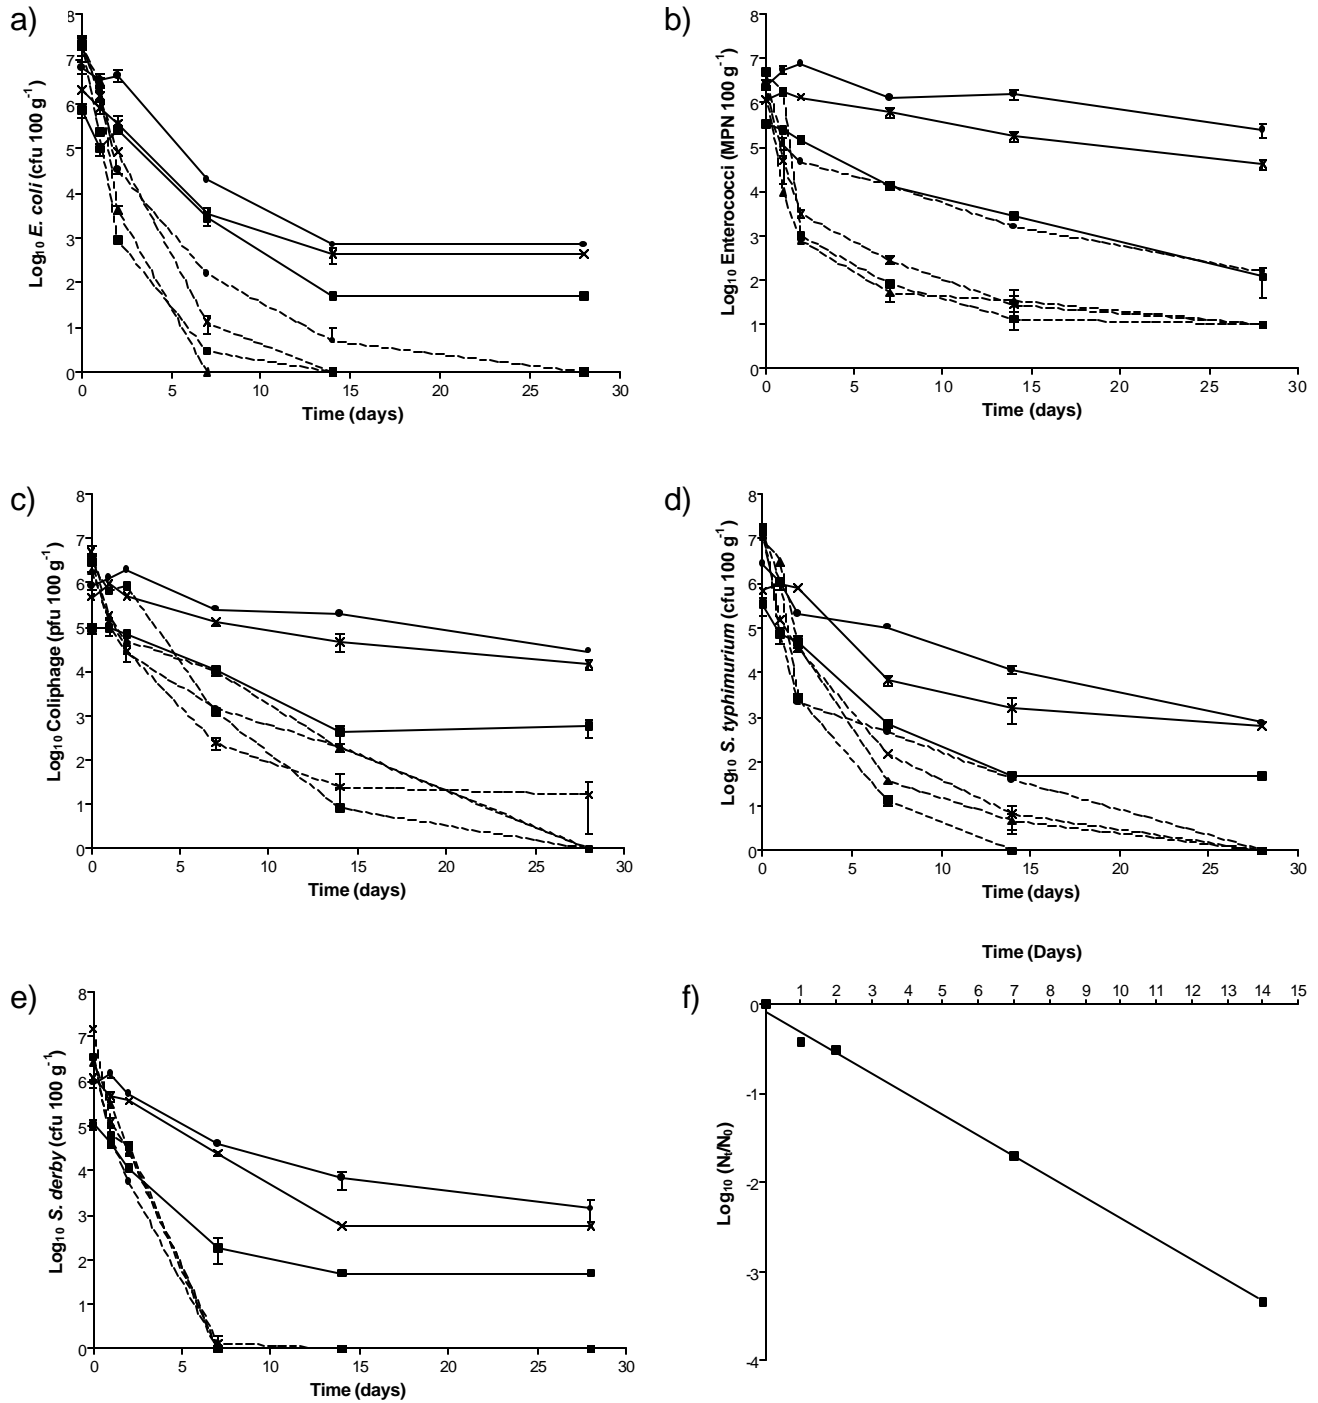 a)
8
7
6
5
4
3
2
1
0
0 5 10 15 20 25 30
Log10 E. coli (cfu 100 g-1)
Time (days)
b)
8
7
6
5
4
3
2
1
0
0 5 10 15 20 25 30
Log10 Enterococci (MPN 100 g-1)
Time (days)
c)
8
7
6
5
4
3
2
1
0
0 5 10 15 20 25 30
Log10 Coliphage (pfu 100 g-1)
Time (days)
d)
8
7
6
5
4
3
2
1
0
0 5 10 15 20 25 30
Log10 S. typhimurium (cfu 100 g-1)
Time (days)
e)
8
7
6
5
4
3
2
1
0
0 5 10 15 20 25 30
Log10 S. derby (cfu 100 g-1)
Time (days)
f)
Time (Days)
1 2 3 4 5 6 7 8 9 10 11 12 13 14 15
0
-1
-2
-3
-4
Log10 (Nt/N0)